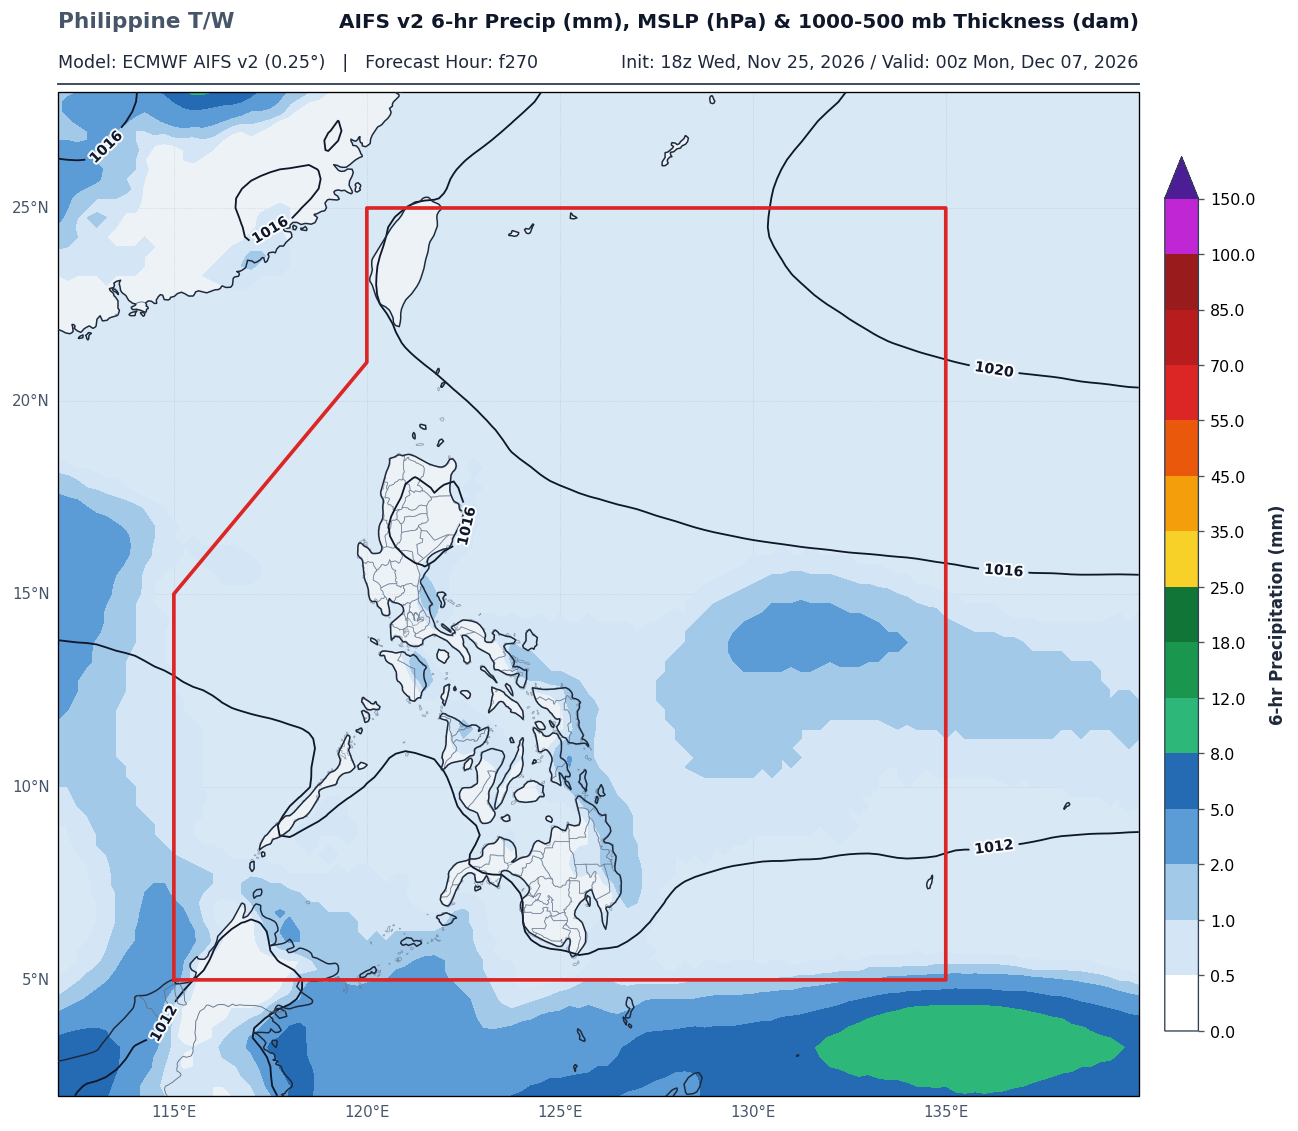 Philippine T/W
AIFS v2 6-hr Precip (mm), MSLP (hPa) & 1000-500 mb Thickness (dam)
Model: ECMWF AIFS v2 (0.25°) | Forecast Hour: f270
Init: 18z Wed, Nov 25, 2026 / Valid: 00z Mon, Dec 07, 2026
1016
1016
25°N
1020
20°N
1016
1016
15°N
10°N
1012
5°N
1012
115°E
120°E
125°E
130°E
135°E
150.0
100.0
85.0
70.0
55.0
45.0
35.0
25.0
18.0
12.0
8.0
5.0
2.0
1.0
0.5
0.0
6-hr Precipitation (mm)